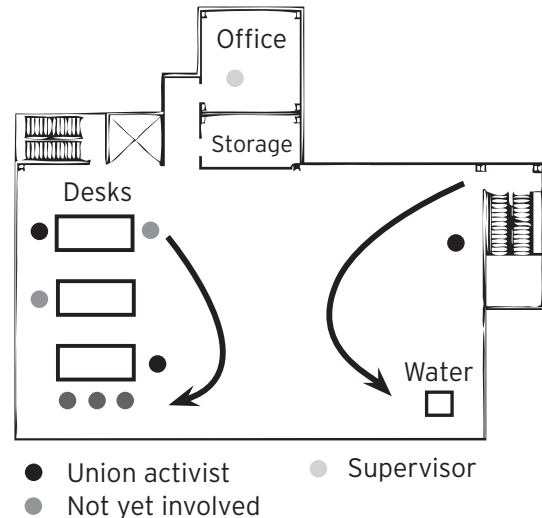 Office
Storage
Desks
Water
Union activist
Supervisor
Not yet involved